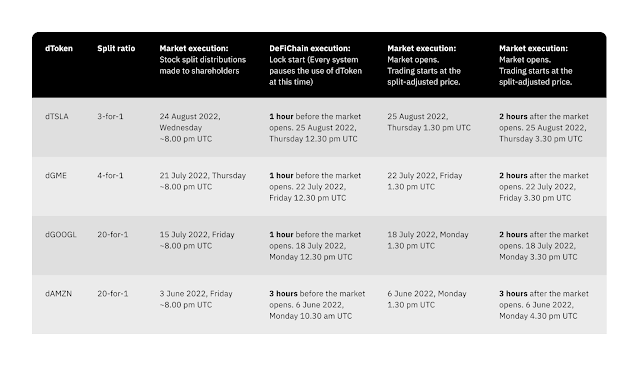 dToken
Split ratio
Market execution:
Stock split distributions
made to shareholders
DeFiChain execution:
Lock start (Every system
pauses the use of dToken
at this time)
Market execution:
Market opens.
Trading starts at the
split-adjusted price.
Market execution:
Market opens.
Trading starts at the
split-adjusted price.
dTSLA
3-for-1
24 August 2022,
Wednesday
~8.00 pm UTC
1 hour before the market
opens. 25 August 2022,
Thursday 12.30 pm UTC
25 August 2022,
Thursday 1.30 pm UTC
2 hours after the market
opens. 25 August 2022,
Thursday 3.30 pm UTC
dGME
4-for-1
21 July 2022, Thursday
~8.00 pm UTC
1 hour before the market
opens. 22 July 2022,
Friday 12.30 pm UTC
22 July 2022, Friday
1.30 pm UTC
2 hours after the market
opens. 22 July 2022,
Friday 3.30 pm UTC
dGOOGL
20-for-1
15 July 2022, Friday
~8.00 pm UTC
1 hour before the market
opens. 18 July 2022,
Monday 12.30 pm UTC
18 July 2022, Monday
1.30 pm UTC
2 hours after the market
opens. 18 July 2022,
Monday 3.30 pm UTC
dAMZN
20-for-1
3 June 2022, Friday
~8.00 pm UTC
3 hours before the market
opens. 6 June 2022,
Monday 10.30 am UTC
6 June 2022, Monday
1.30 pm UTC
3 hours after the market
opens. 6 June 2022,
Monday 4.30 pm UTC